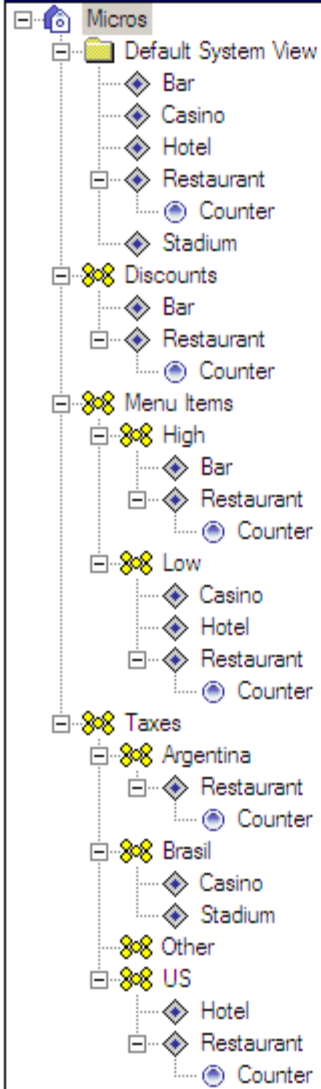 Micros
Default System View
Bar
Casino
Hotel
Restaurant
Counter
Stadium
Discounts
Bar
Restaurant
Counter
Menu Items
High
Bar
Restaurant
Counter
Low
Casino
Hotel
Restaurant
Counter
Taxes
Argentina
Restaurant
Counter
Brasil
Casino
Stadium
Other
US
Hotel
Restaurant
Counter